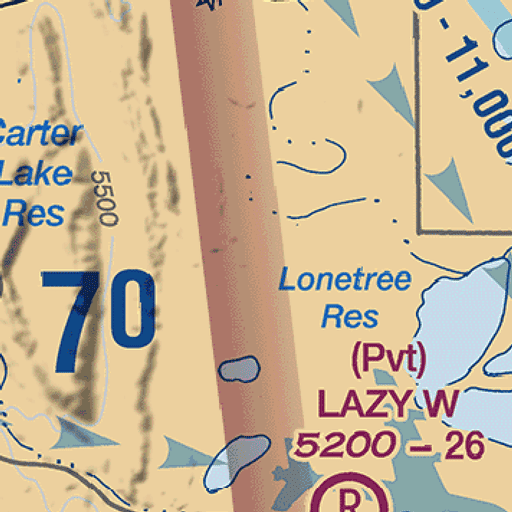 - 11,000
Carter
Lake
Res
5500
70
Lonetree
Res
(Pvt)
LAZY W
5200 – 26
R